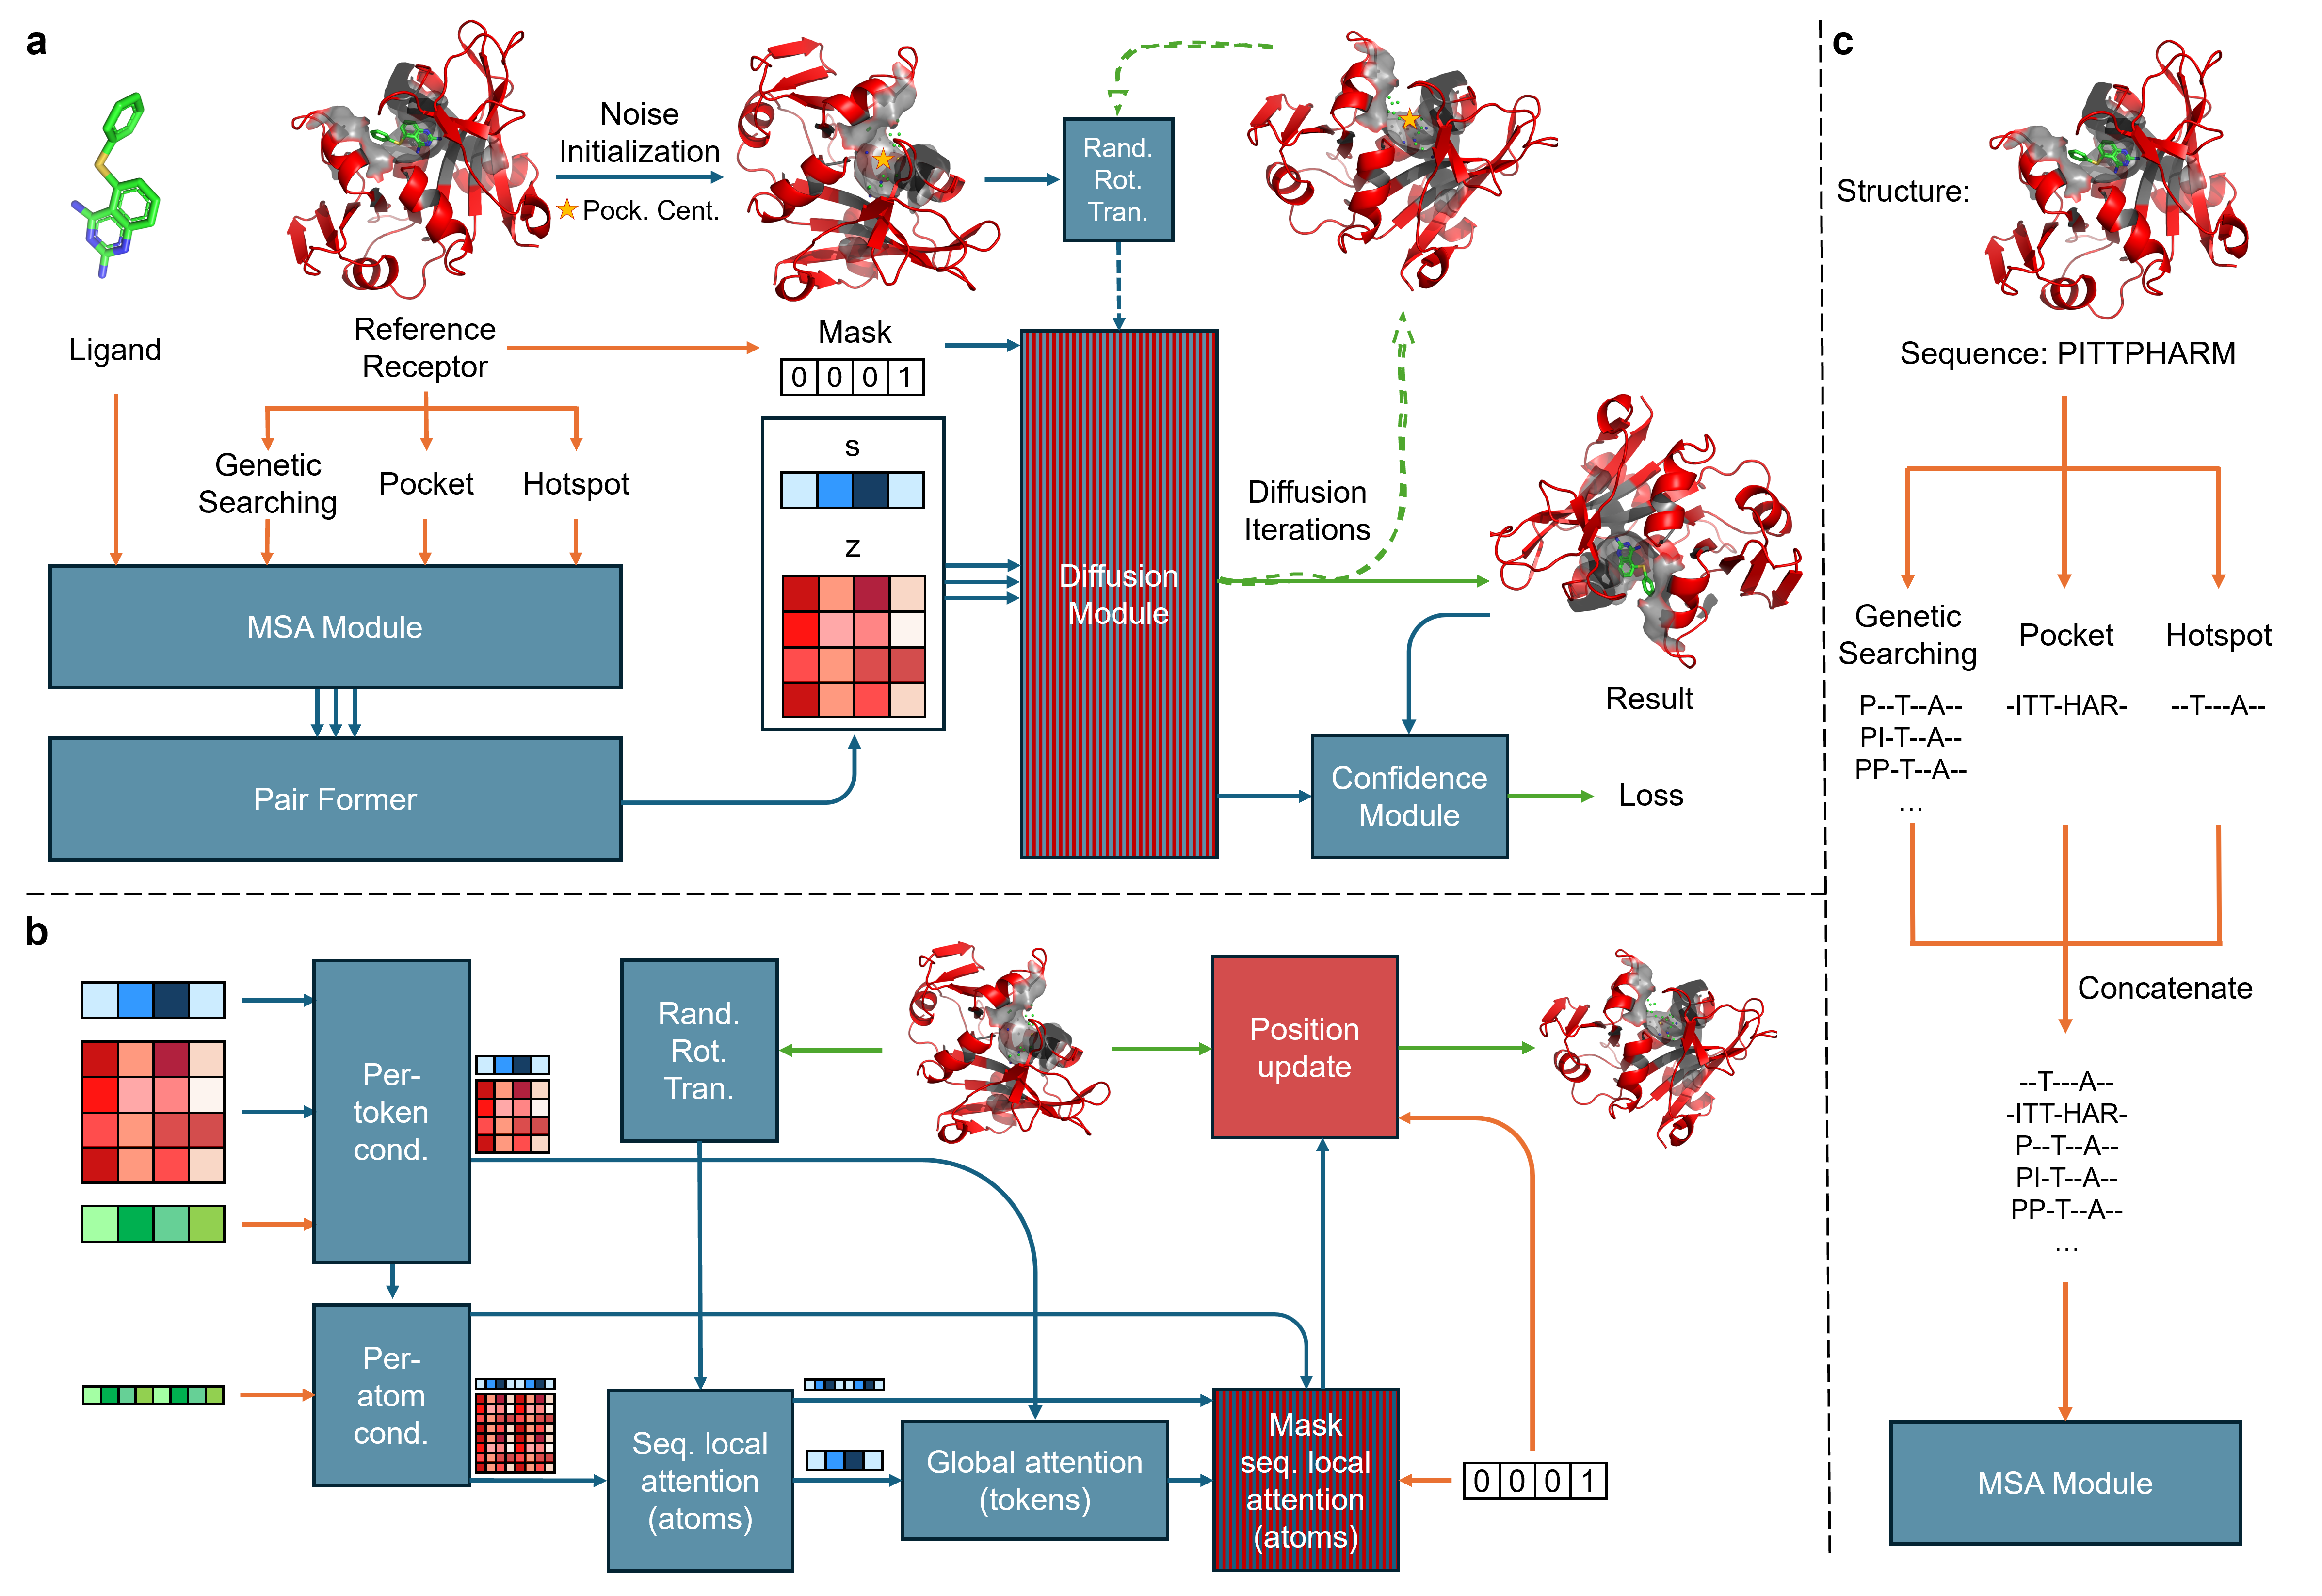 a
Noise
Initialization
Pock. Cent.
Rand.
Rot.
Tran.
Ligand
Reference
Receptor
Mask
0 0 0 1
Genetic
Searching
Pocket
Hotspot
s
z
MSA Module
Pair Former
Diffusion
Module
Diffusion
Iterations
Result
Confidence
Module
Loss
b
Per-
token
cond.
Rand.
Rot.
Tran.
Position
update
Per-
atom
cond.
Seq. local
attention
(atoms)
Global attention
(tokens)
Mask
seq. local
attention
(atoms)
0 0 0 1
c
Structure:
Sequence: PITTPHARM
Genetic
Searching
Pocket
Hotspot
P--T--A--
PI-T--A--
PP-T--A--
...
-ITT-HAR-
--T---A--
Concatenate
--T---A--
-ITT-HAR-
P--T--A--
PI-T--A--
PP-T--A--
...
MSA Module